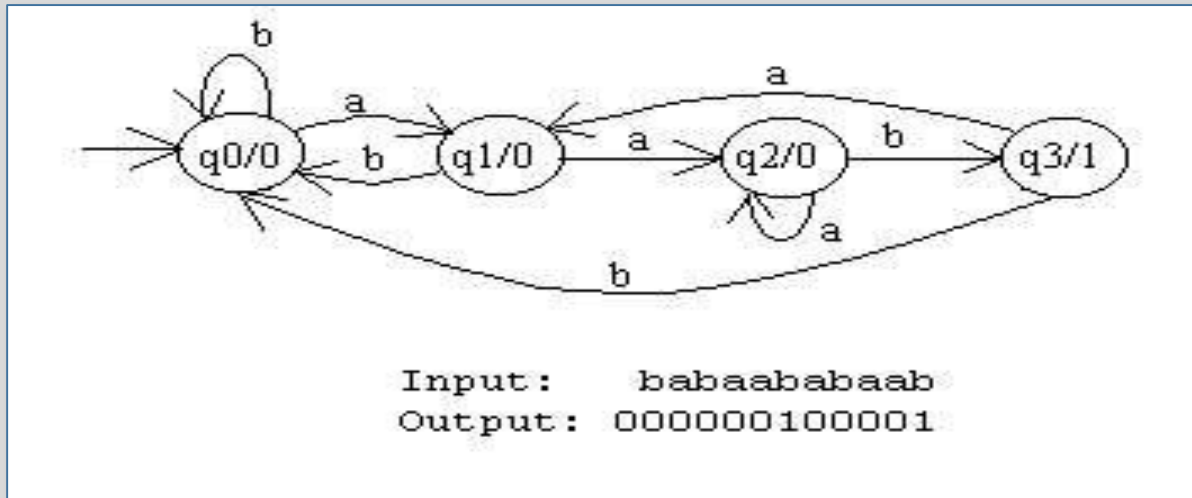 b
a
a
q0/0
b
q1/0
a
q2/0
b
q3/1
a
b
Input: babaababaab
Output: 000000100001